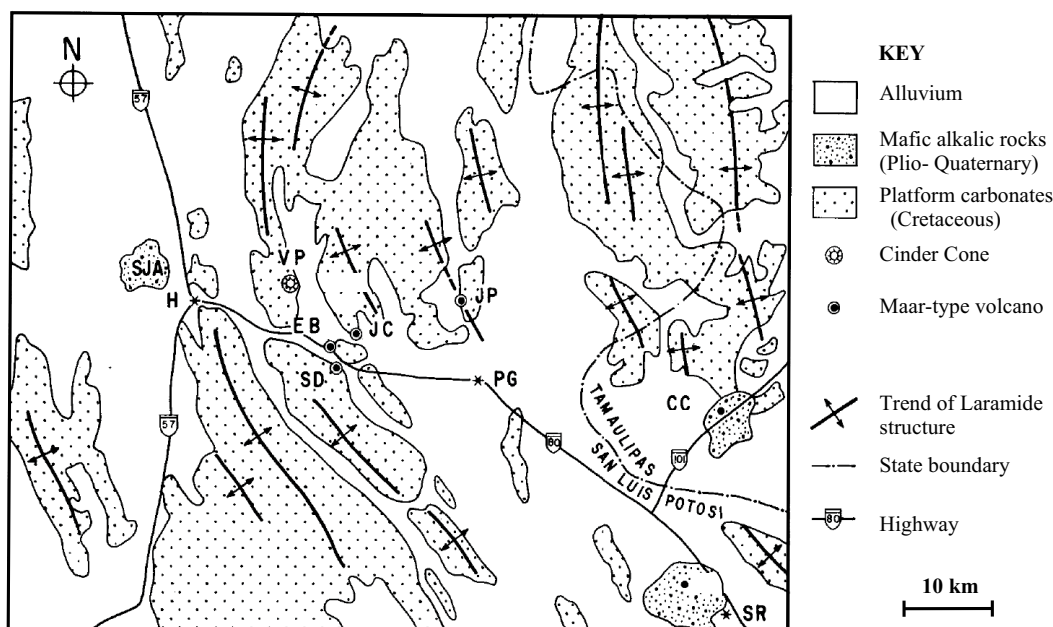 N
57
VP
SJA
H
JP
EB
JC
SD
PG
CC
57
TAMAULIPAS
SAN LUIS POTOSI
80
101
SR
KEY
Alluvium
Mafic alkalic rocks
(Plio- Quaternary)
Platform carbonates
(Cretaceous)
Cinder Cone
Maar-type volcano
Trend of Laramide
structure
State boundary
80
Highway
10 km